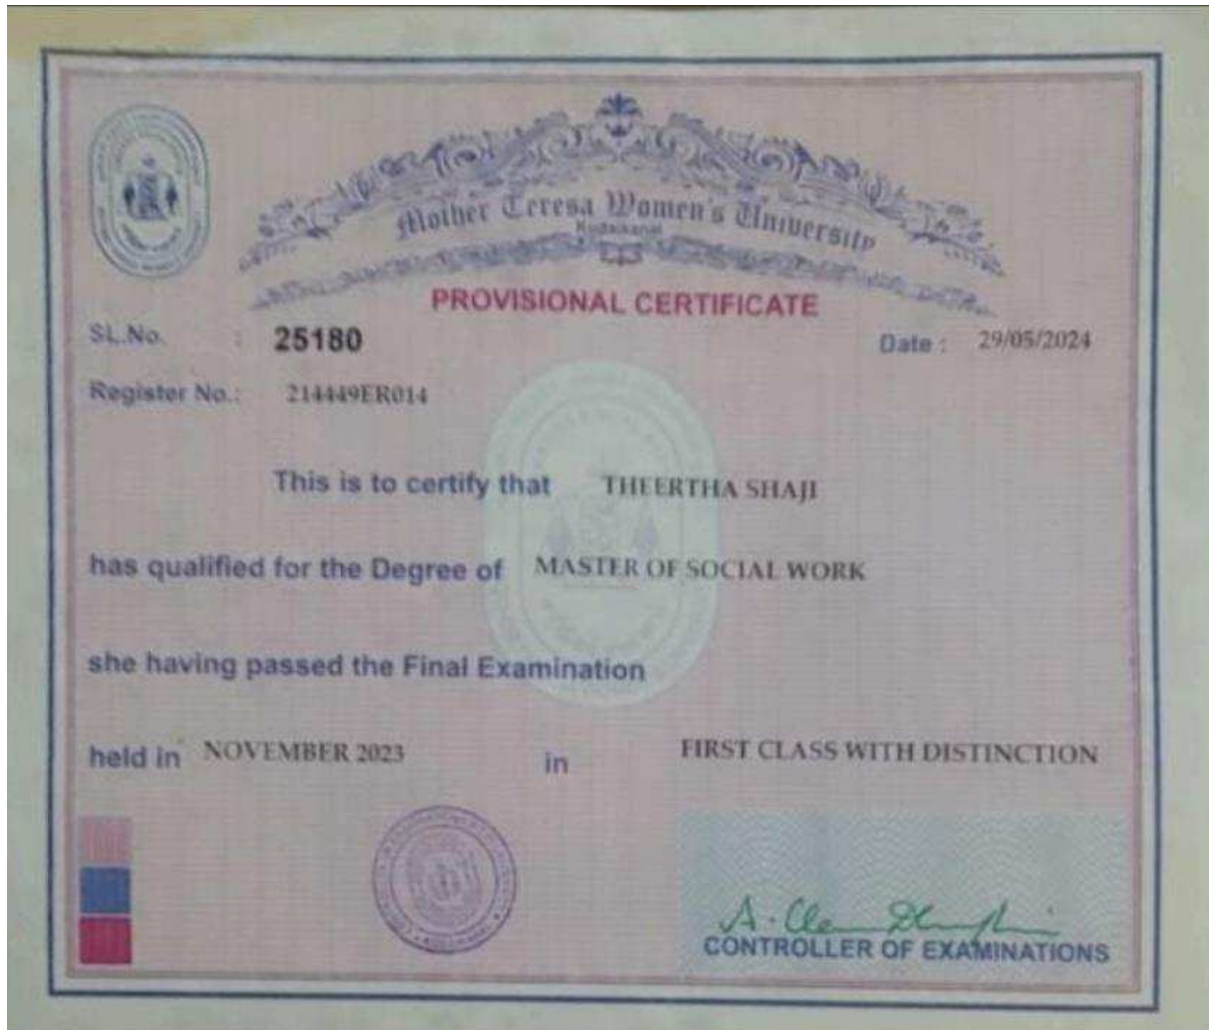 Mother Teresa Women's University
Kodaikanal
PROVISIONAL CERTIFICATE
SL.No. : 25180 Date : 29/05/2024
Register No.: 214449ER014
This is to certify that THEERTHA SHAJI
has qualified for the Degree of MASTER OF SOCIAL WORK
she having passed the Final Examination
held in NOVEMBER 2023 in FIRST CLASS WITH DISTINCTION
CONTROLLER OF EXAMINATIONS